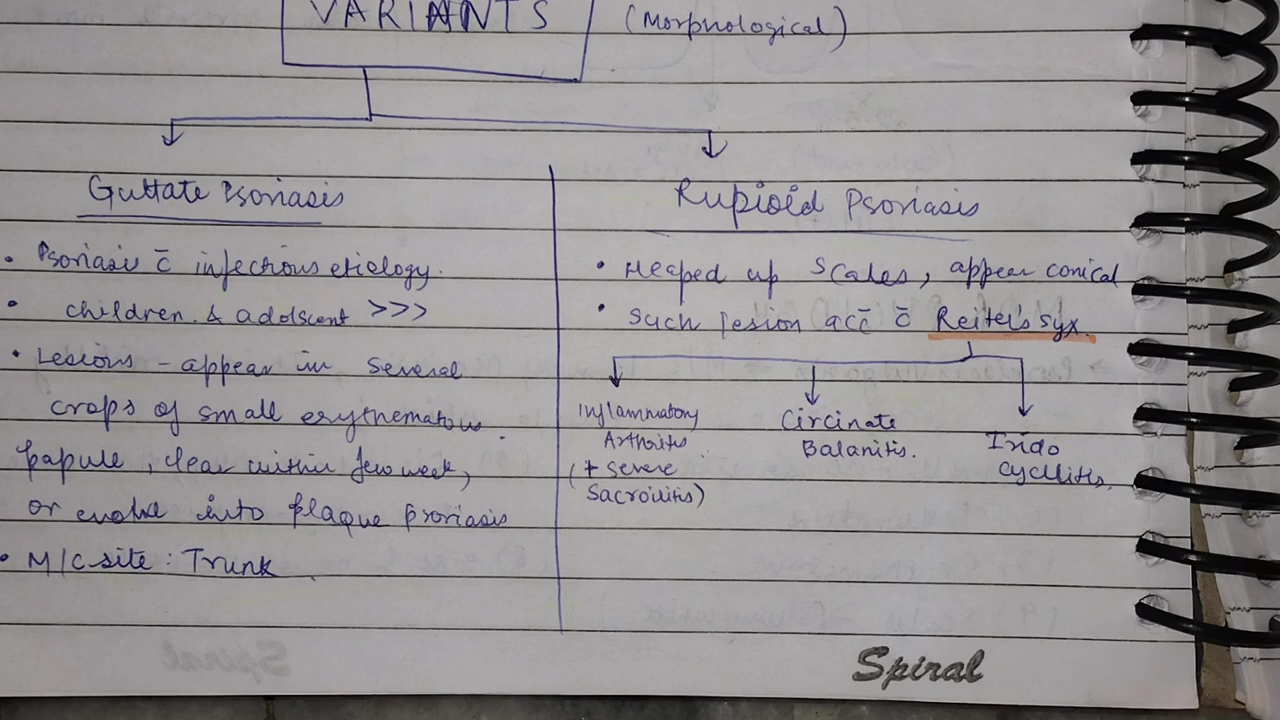 VARIANTS (Morphological)
Guttate Psoriasis
• Psoriasis c̄ infectious etiology.
• children & adolscent >>>
• Lesions - appear in several
crops of small erythematous
papule, clear within few week,
or evolve into plaque psoriasis
• M/C site : Trunk
Rupioid Psoriasis
• Heaped up scales, appear conical
• Such lesion acc̄ c̄ Reiter's syx.
Inflammatory
Arthritis
(+ severe
Sacroiitis)
Circinate
Balanitis.
Irido
cyclitis.
Spiral